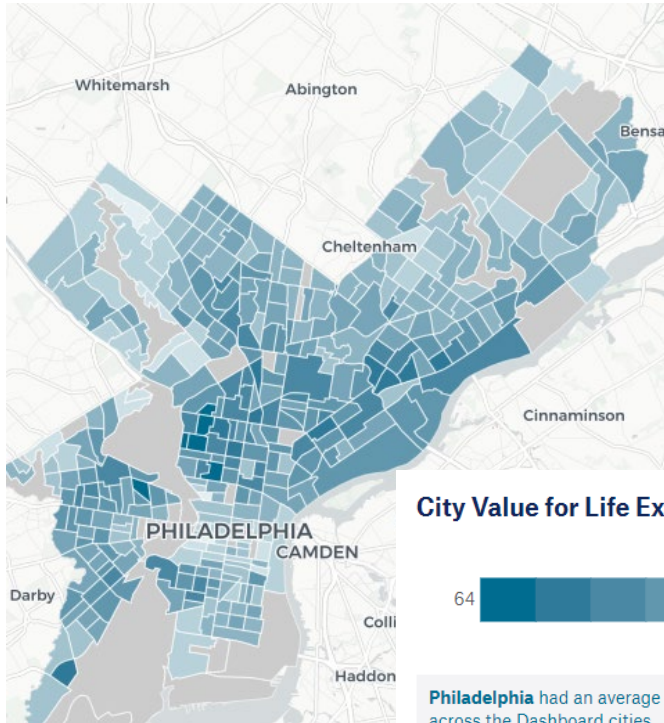 Whitemarsh
Abington
Bensa
Cheltenham
Cinnaminson
City Value for Life Ex
PHILADELPHIA
CAMDEN
64
Darby
Colli
Haddon
Philadelphia had an average
across the Dashboard cities